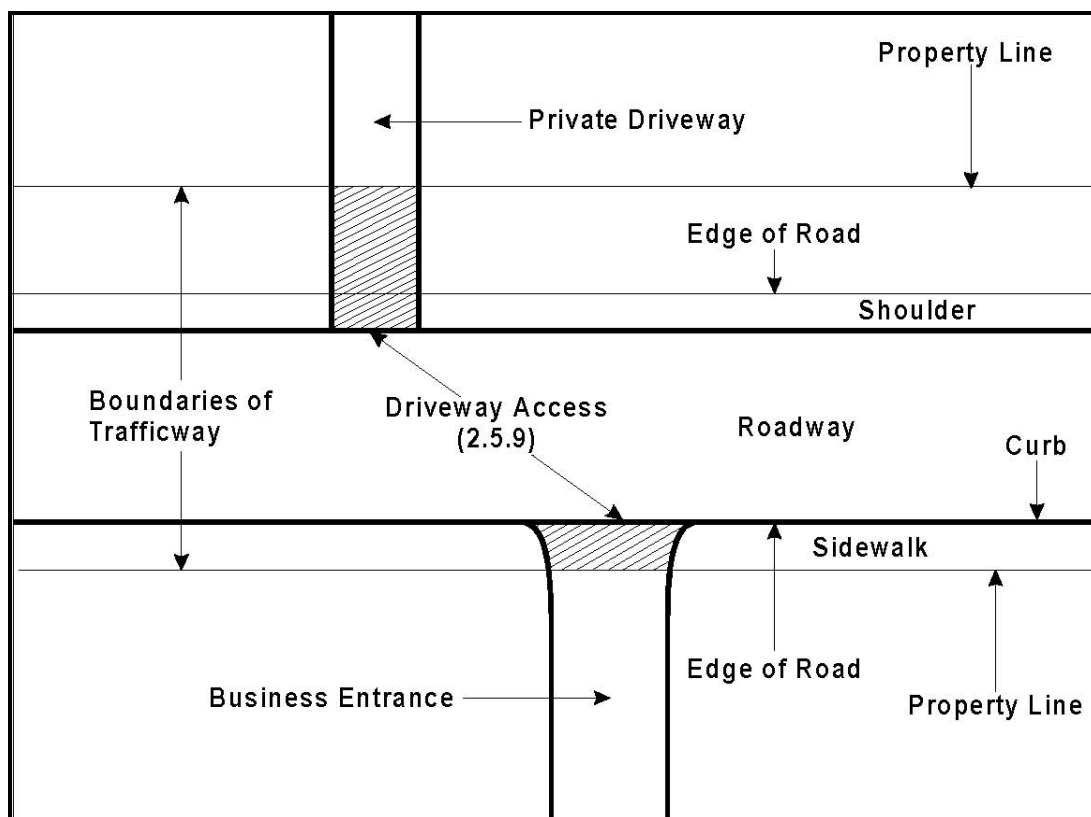 Property Line
Private Driveway
Edge of Road
Shoulder
Boundaries of
Trafficway
Driveway Access
(2.5.9)
Roadway
Curb
Sidewalk
Edge of Road
Business Entrance
Property Line